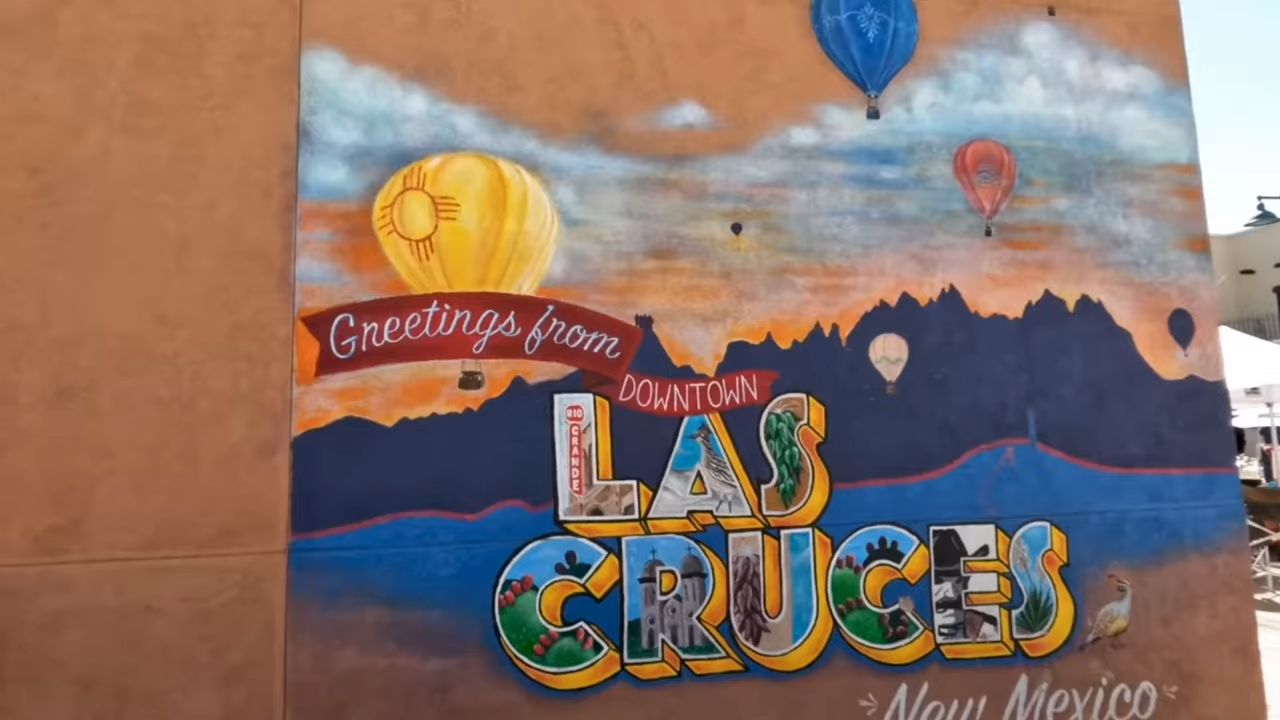 Greetings from
DOWNTOWN
RIO
GRANDE
LAS
CRUCES
New Mexico